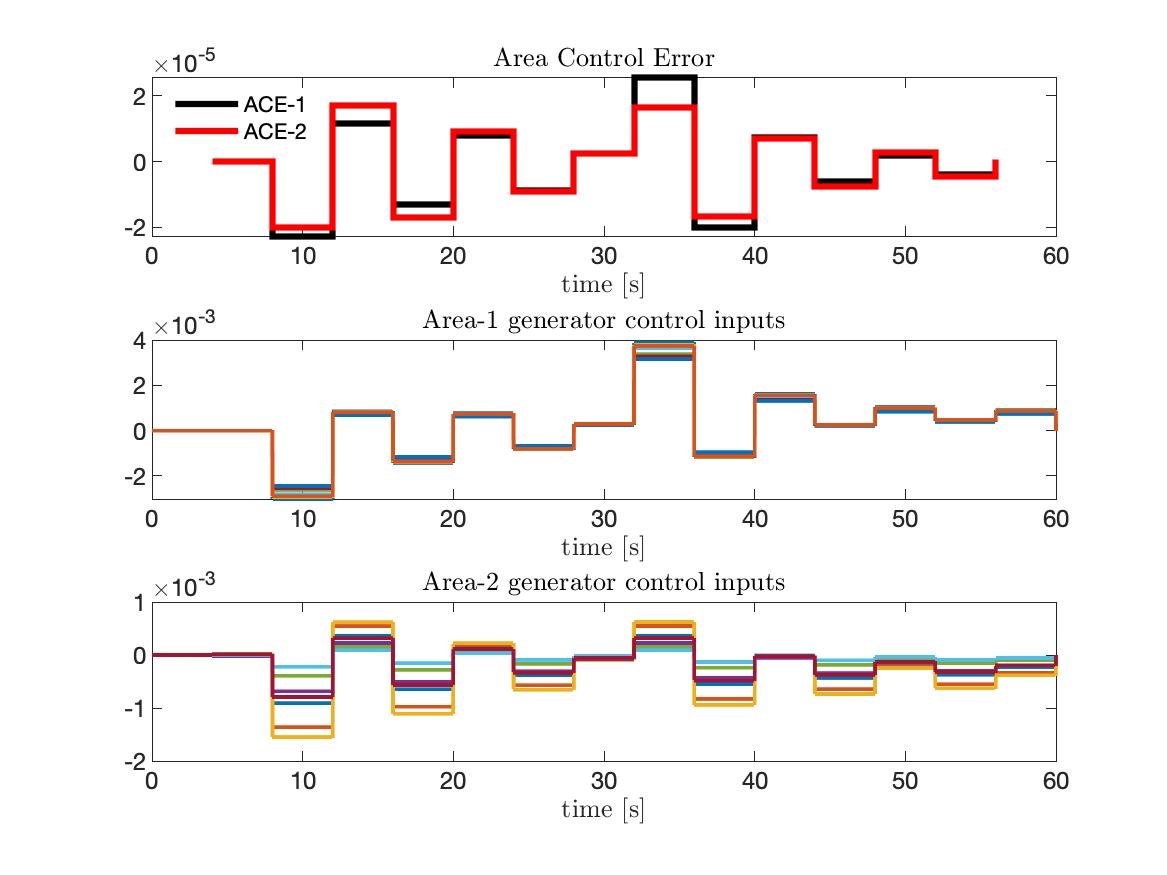 ×10⁻⁵
Area Control Error
2
0
-2
ACE-1
ACE-2
0 10 20 30 40 50 60
time [s]
×10⁻³
Area-1 generator control inputs
4
2
0
-2
0 10 20 30 40 50 60
time [s]
×10⁻³
Area-2 generator control inputs
1
0
-1
-2
0 10 20 30 40 50 60
time [s]